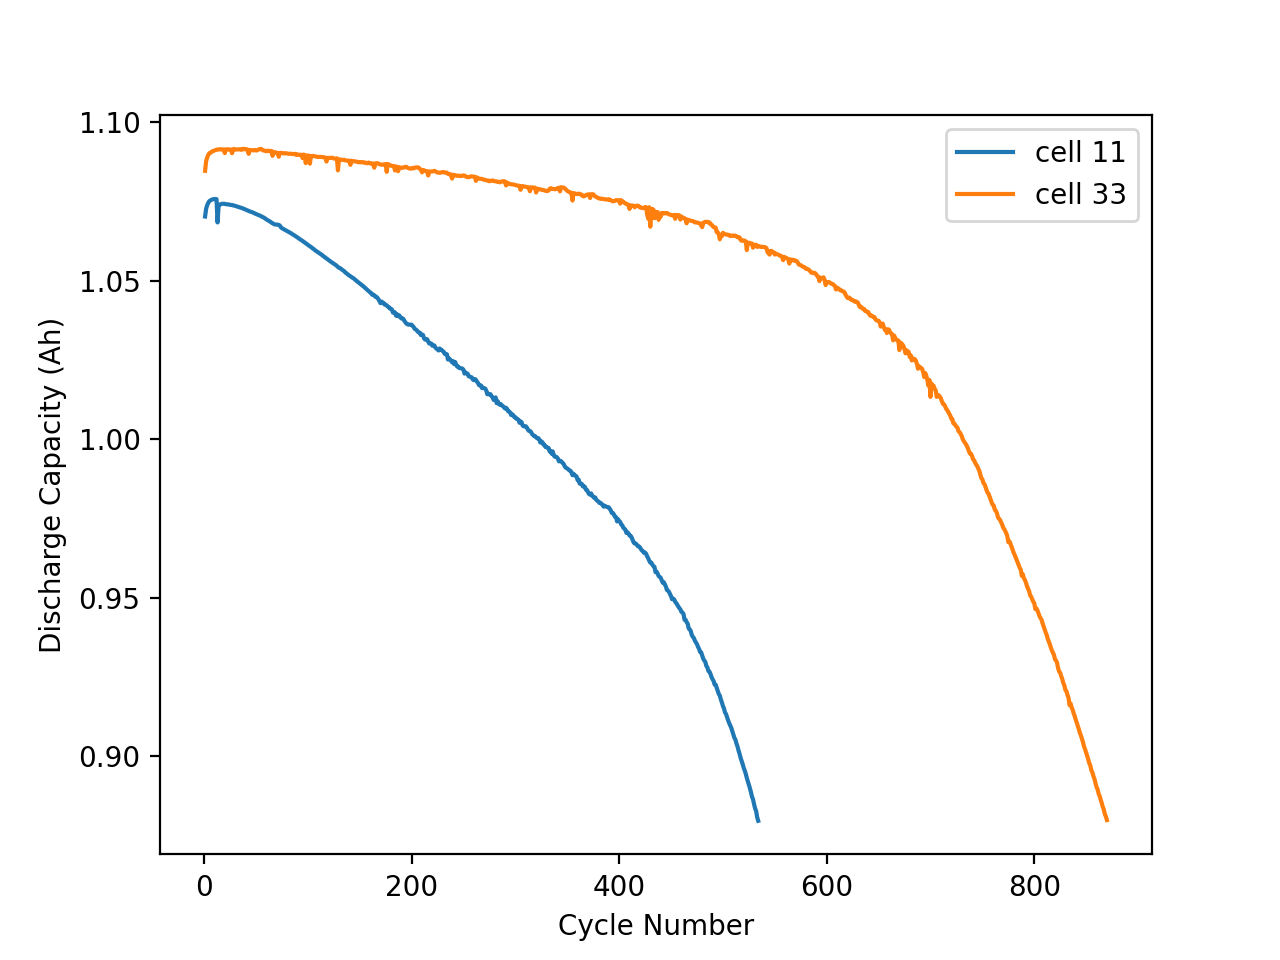 1.10
1.05
1.00
0.95
0.90
Discharge Capacity (Ah)
cell 11
cell 33
0 200 400 600 800
Cycle Number